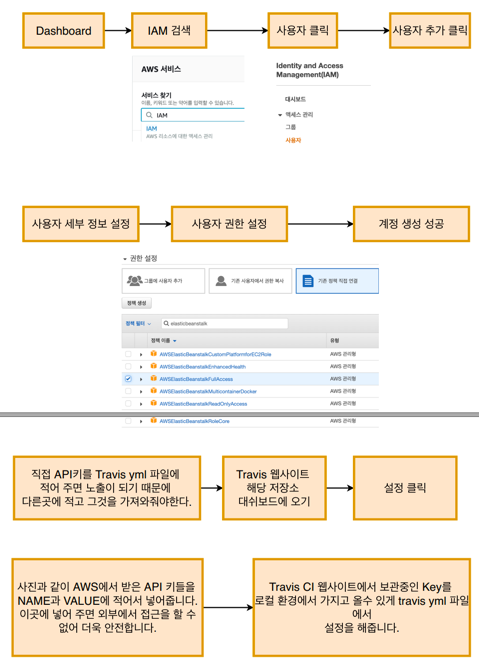 Dashboard
IAM 검색
사용자 클릭
사용자 추가 클릭
AWS 서비스
서비스 찾기
이름, 키워드 또는 약어를 입력할 수 있습니다.
IAM
IAM
AWS 리소스에 대한 액세스 관리
Identity and Access
Management(IAM)
대시보드
액세스 관리
그룹
사용자
사용자 세부 정보 설정
사용자 권한 설정
계정 생성 성공
권한 설정
그룹에 사용자 추가
기존 사용자에서 권한 복사
기존 정책 직접 연결
정책 생성
정책 필터
elasticbeanstalk
정책 이름
유형
AWSElasticBeanstalkCustomPlatformforEC2Role
AWS 관리형
AWSElasticBeanstalkEnhancedHealth
AWS 관리형
AWSElasticBeanstalkFullAccess
AWS 관리형
AWSElasticBeanstalkMulticontainerDocker
AWS 관리형
AWSElasticBeanstalkReadOnlyAccess
AWS 관리형
AWSElasticBeanstalkRoleCore
AWS 관리형
직접 API키를 Travis yml 파일에
적어 주면 노출이 되기 때문에
다른곳에 적고 그것을 가져와줘야한다.
Travis 웹사이트
해당 저장소
대쉬보드에 오기
설정 클릭
사진과 같이 AWS에서 받은 API 키들을
NAME과 VALUE에 적어서 넣어줍니다.
이곳에 넣어 주면 외부에서 접근을 할 수
없어 더욱 안전합니다.
Travis CI 웹사이트에서 보관중인 Key를
로컬 환경에서 가지고 올수 있게 travis yml 파일
에서
설정을 해줍니다.